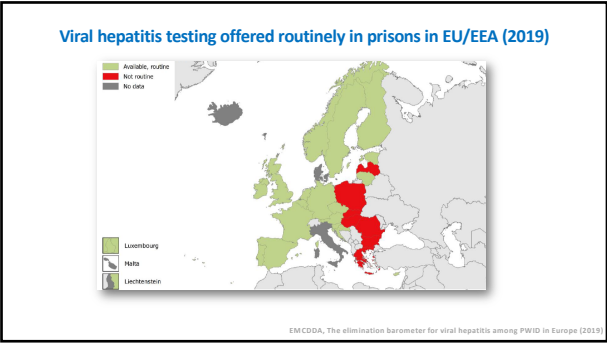 Viral hepatitis testing offered routinely in prisons in EU/EEA (2019)
Available, routine
Not routine
No data
Luxembourg
Malta
Liechtenstein
EMCDDA, The elimination barometer for viral hepatitis among PWID in Europe (2019)